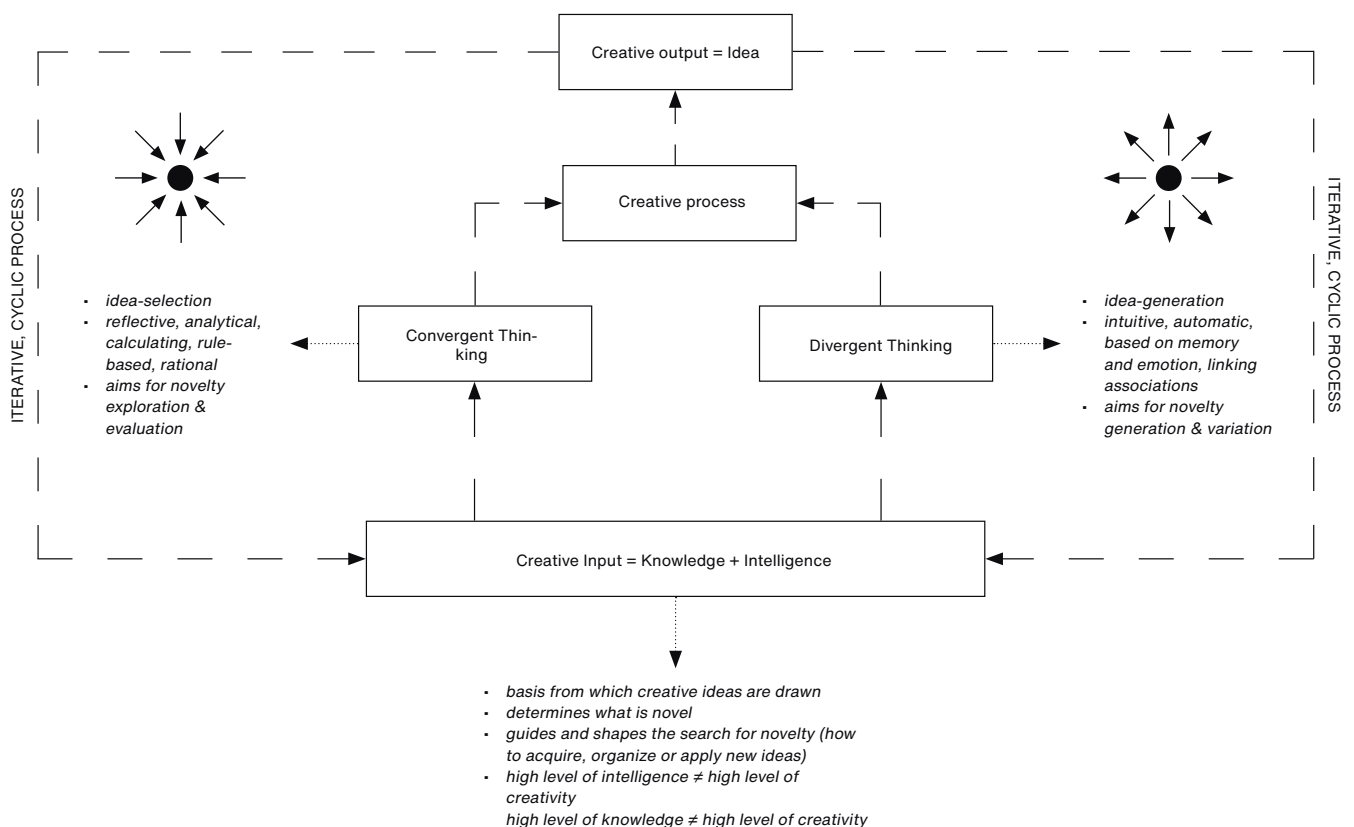 Creative output = Idea
Creative process
ITERATIVE, CYCLIC PROCESS
▪ idea-selection
▪ reflective, analytical,
calculating, rule-
based, rational
▪ aims for novelty
exploration &
evaluation
Convergent Thin-
king
Divergent Thinking
▪ idea-generation
▪ intuitive, automatic,
based on memory
and emotion, linking
associations
▪ aims for novelty
generation & variation
ITERATIVE, CYCLIC PROCESS
Creative Input = Knowledge + Intelligence
▪ basis from which creative ideas are drawn
▪ determines what is novel
▪ guides and shapes the search for novelty (how
to acquire, organize or apply new ideas)
▪ high level of intelligence ≠ high level of
creativity
high level of knowledge ≠ high level of creativity